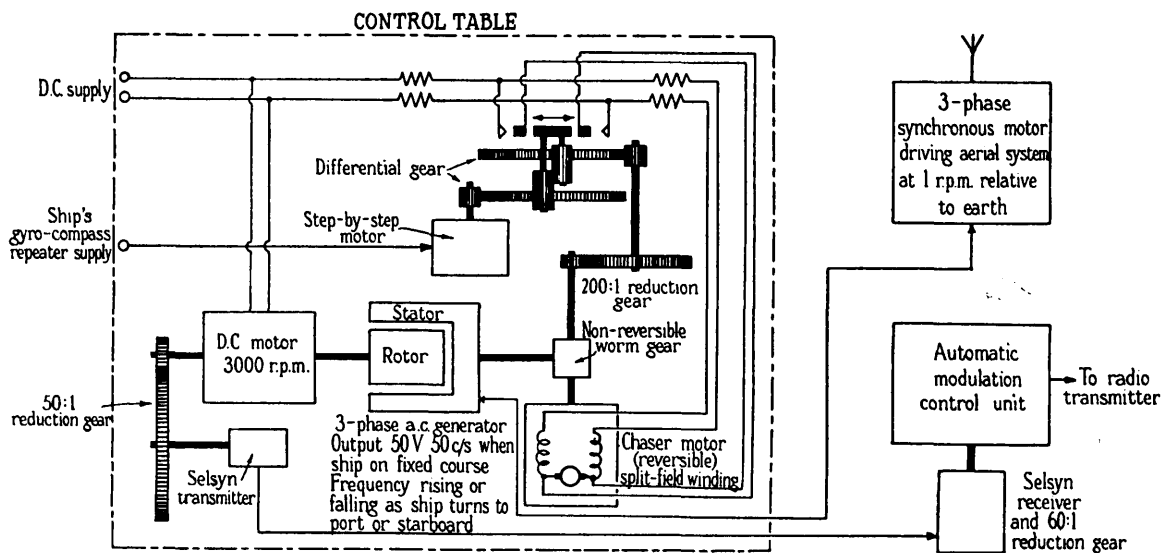 CONTROL TABLE
D.C. supply
Differential gear
Ship's
gyro-compass
repeater supply
Step-by-step
motor
200:1 reduction
gear
Stator
Rotor
Non-reversible
worm gear
D.C motor
3000 r.p.m.
50:1
reduction gear
Selsyn
transmitter
3-phase a.c. generator
Output 50 V 50 c/s when
ship on fixed course
Frequency rising or
falling as ship turns to
port or starboard
Chaser motor
(reversible)
split-field winding
3-phase
synchronous motor
driving aerial system
at 1 r.p.m. relative
to earth
Automatic
modulation
control unit
To radio
transmitter
Selsyn
receiver
and 60:1
reduction gear